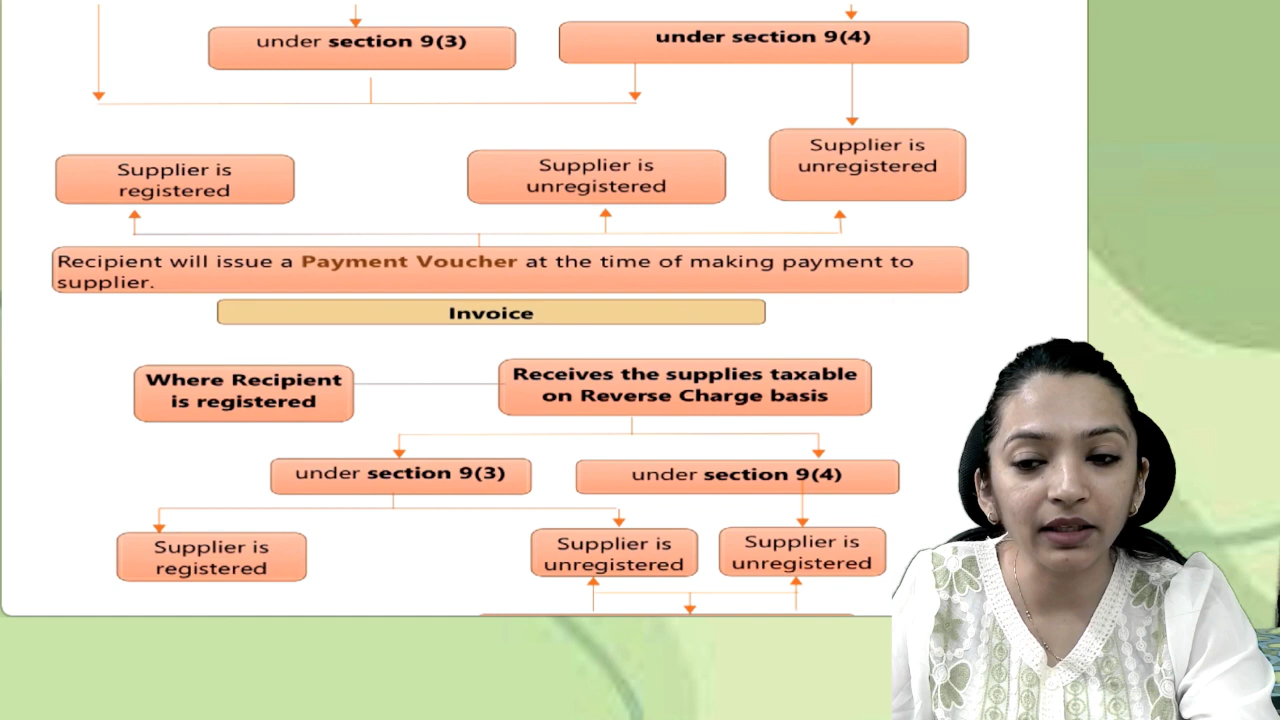 under section 9(3)
under section 9(4)
Supplier is
registered
Supplier is
unregistered
Supplier is
unregistered
Recipient will issue a Payment Voucher at the time of making payment to
supplier.
Invoice
Where Recipient
is registered
Receives the supplies taxable
on Reverse Charge basis
under section 9(3)
under section 9(4)
Supplier is
registered
Supplier is
unregistered
Supplier is
unregistered